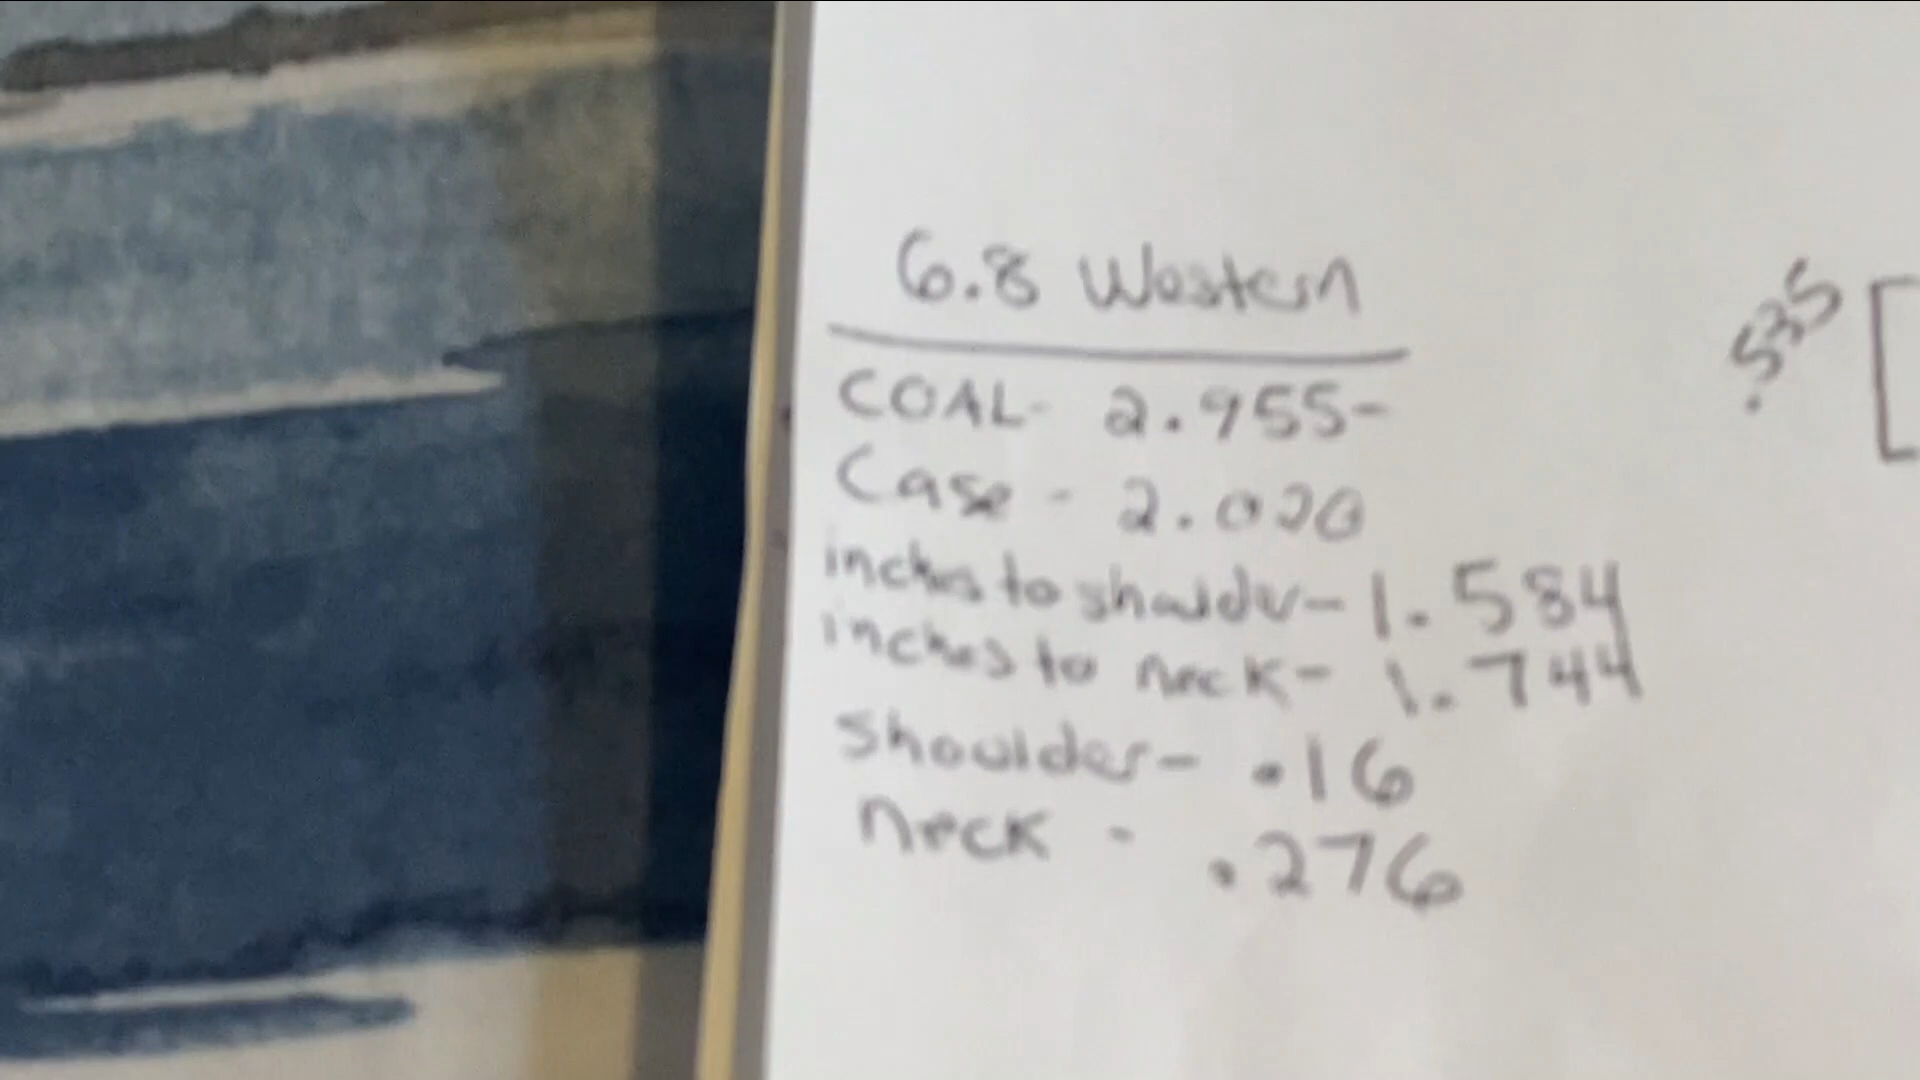 6.8 Western
COAL- 2.955-
Case - 2.020
inches to shoulder- 1.584
inches to neck- 1.744
shoulder- .16
neck - .276
.535